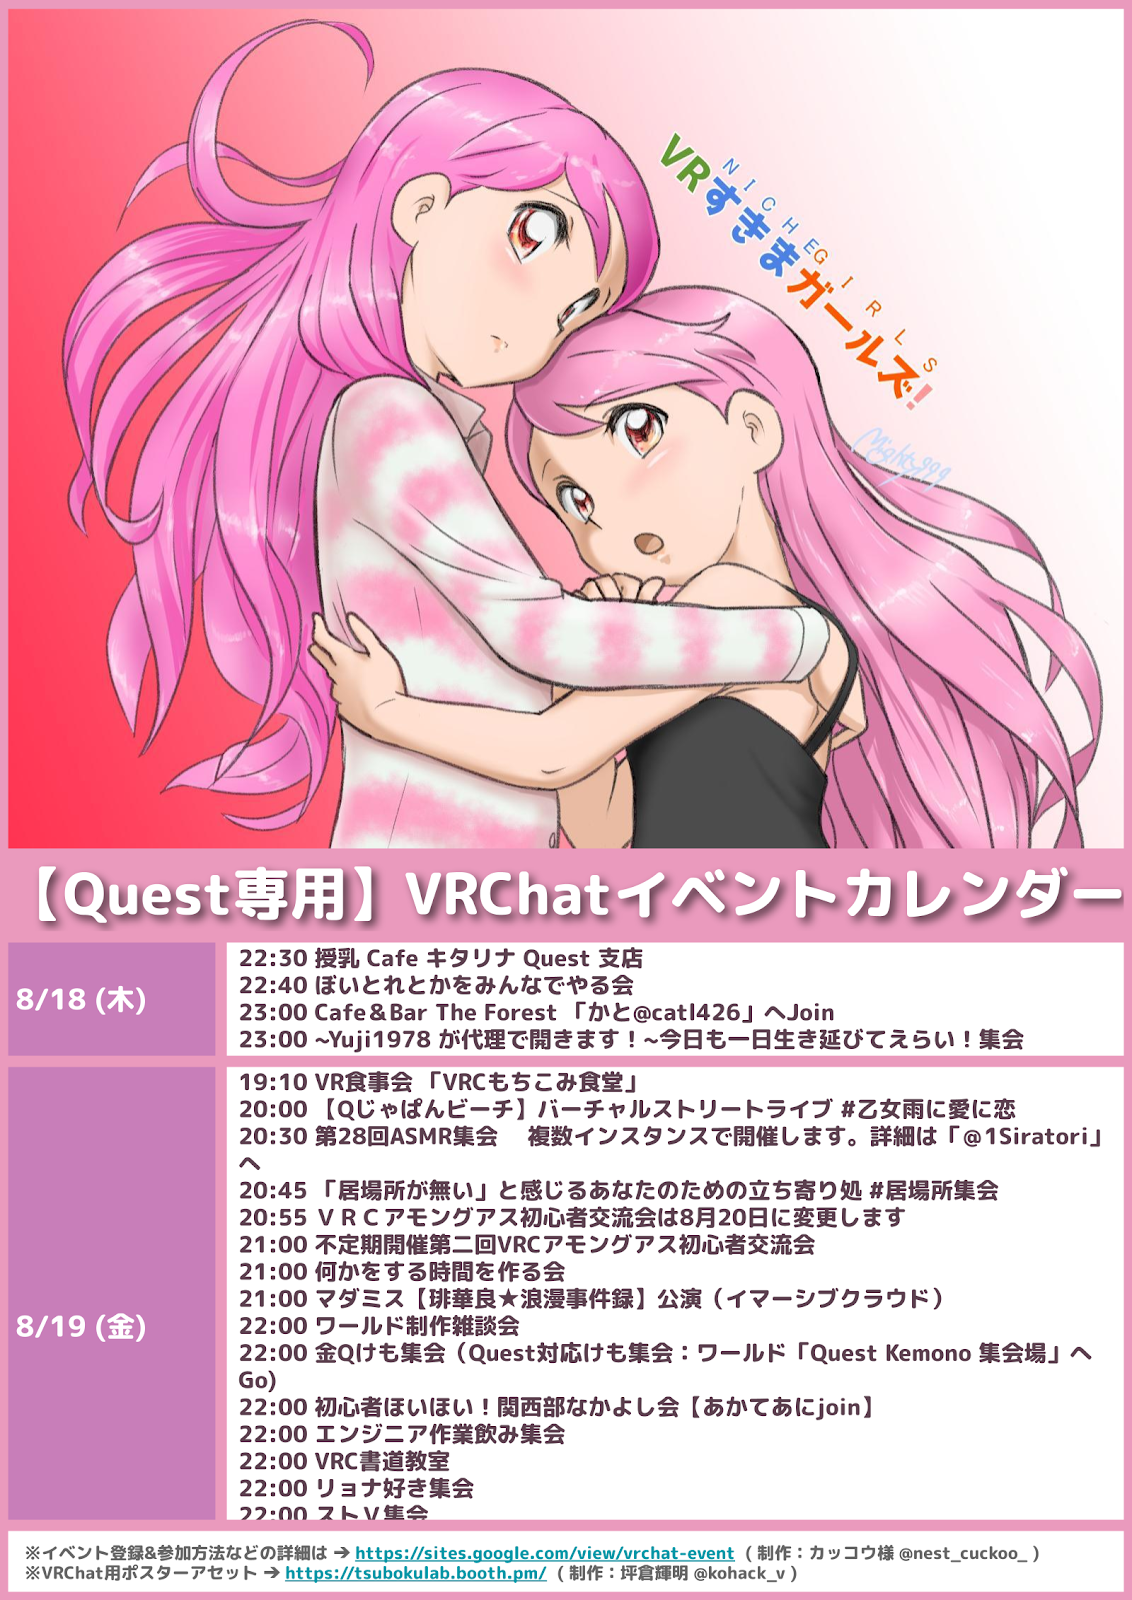 VRすきまガールズ!
NICHE GIRLS
Mighty999
【Quest専用】VRChatイベントカレンダー
8/18 (木)
22:30 授乳 Cafe キタリナ Quest 支店
22:40 ぼいとれとかをみんなでやる会
23:00 Cafe&Bar The Forest 「かと@catl426」へJoin
23:00 ~Yuji1978 が代理で開きます！~今日も一日生き延びてえらい！集会
8/19 (金)
19:10 VR食事会 「VRCもちこみ食堂」
20:00 【Qじゃぱんビーチ】バーチャルストリートライブ #乙女雨に愛に恋
20:30 第28回ASMR集会　複数インスタンスで開催します。詳細は「@1Siratori」
へ
20:45 「居場所が無い」と感じるあなたのための立ち寄り処 #居場所集会
20:55 ＶＲＣアモングアス初心者交流会は8月20日に変更します
21:00 不定期開催第二回VRCアモングアス初心者交流会
21:00 何かをする時間を作る会
21:00 マダミス【琲華良★浪漫事件録】公演（イマーシブクラウド）
22:00 ワールド制作雑談会
22:00 金Qけも集会（Quest対応けも集会：ワールド「Quest Kemono 集会場」へ
Go)
22:00 初心者ほいほい！関西部なかよし会【あかてあにjoin】
22:00 エンジニア作業飲み集会
22:00 VRC書道教室
22:00 リョナ好き集会
22:00 ストＶ集会
※イベント登録&参加方法などの詳細は → https://sites.google.com/view/vrchat-event （制作：カッコウ様 @nest_cuckoo_ ）
※VRChat用ポスターアセット → https://tsubokulab.booth.pm/ （制作：坪倉輝明 @kohack_v ）